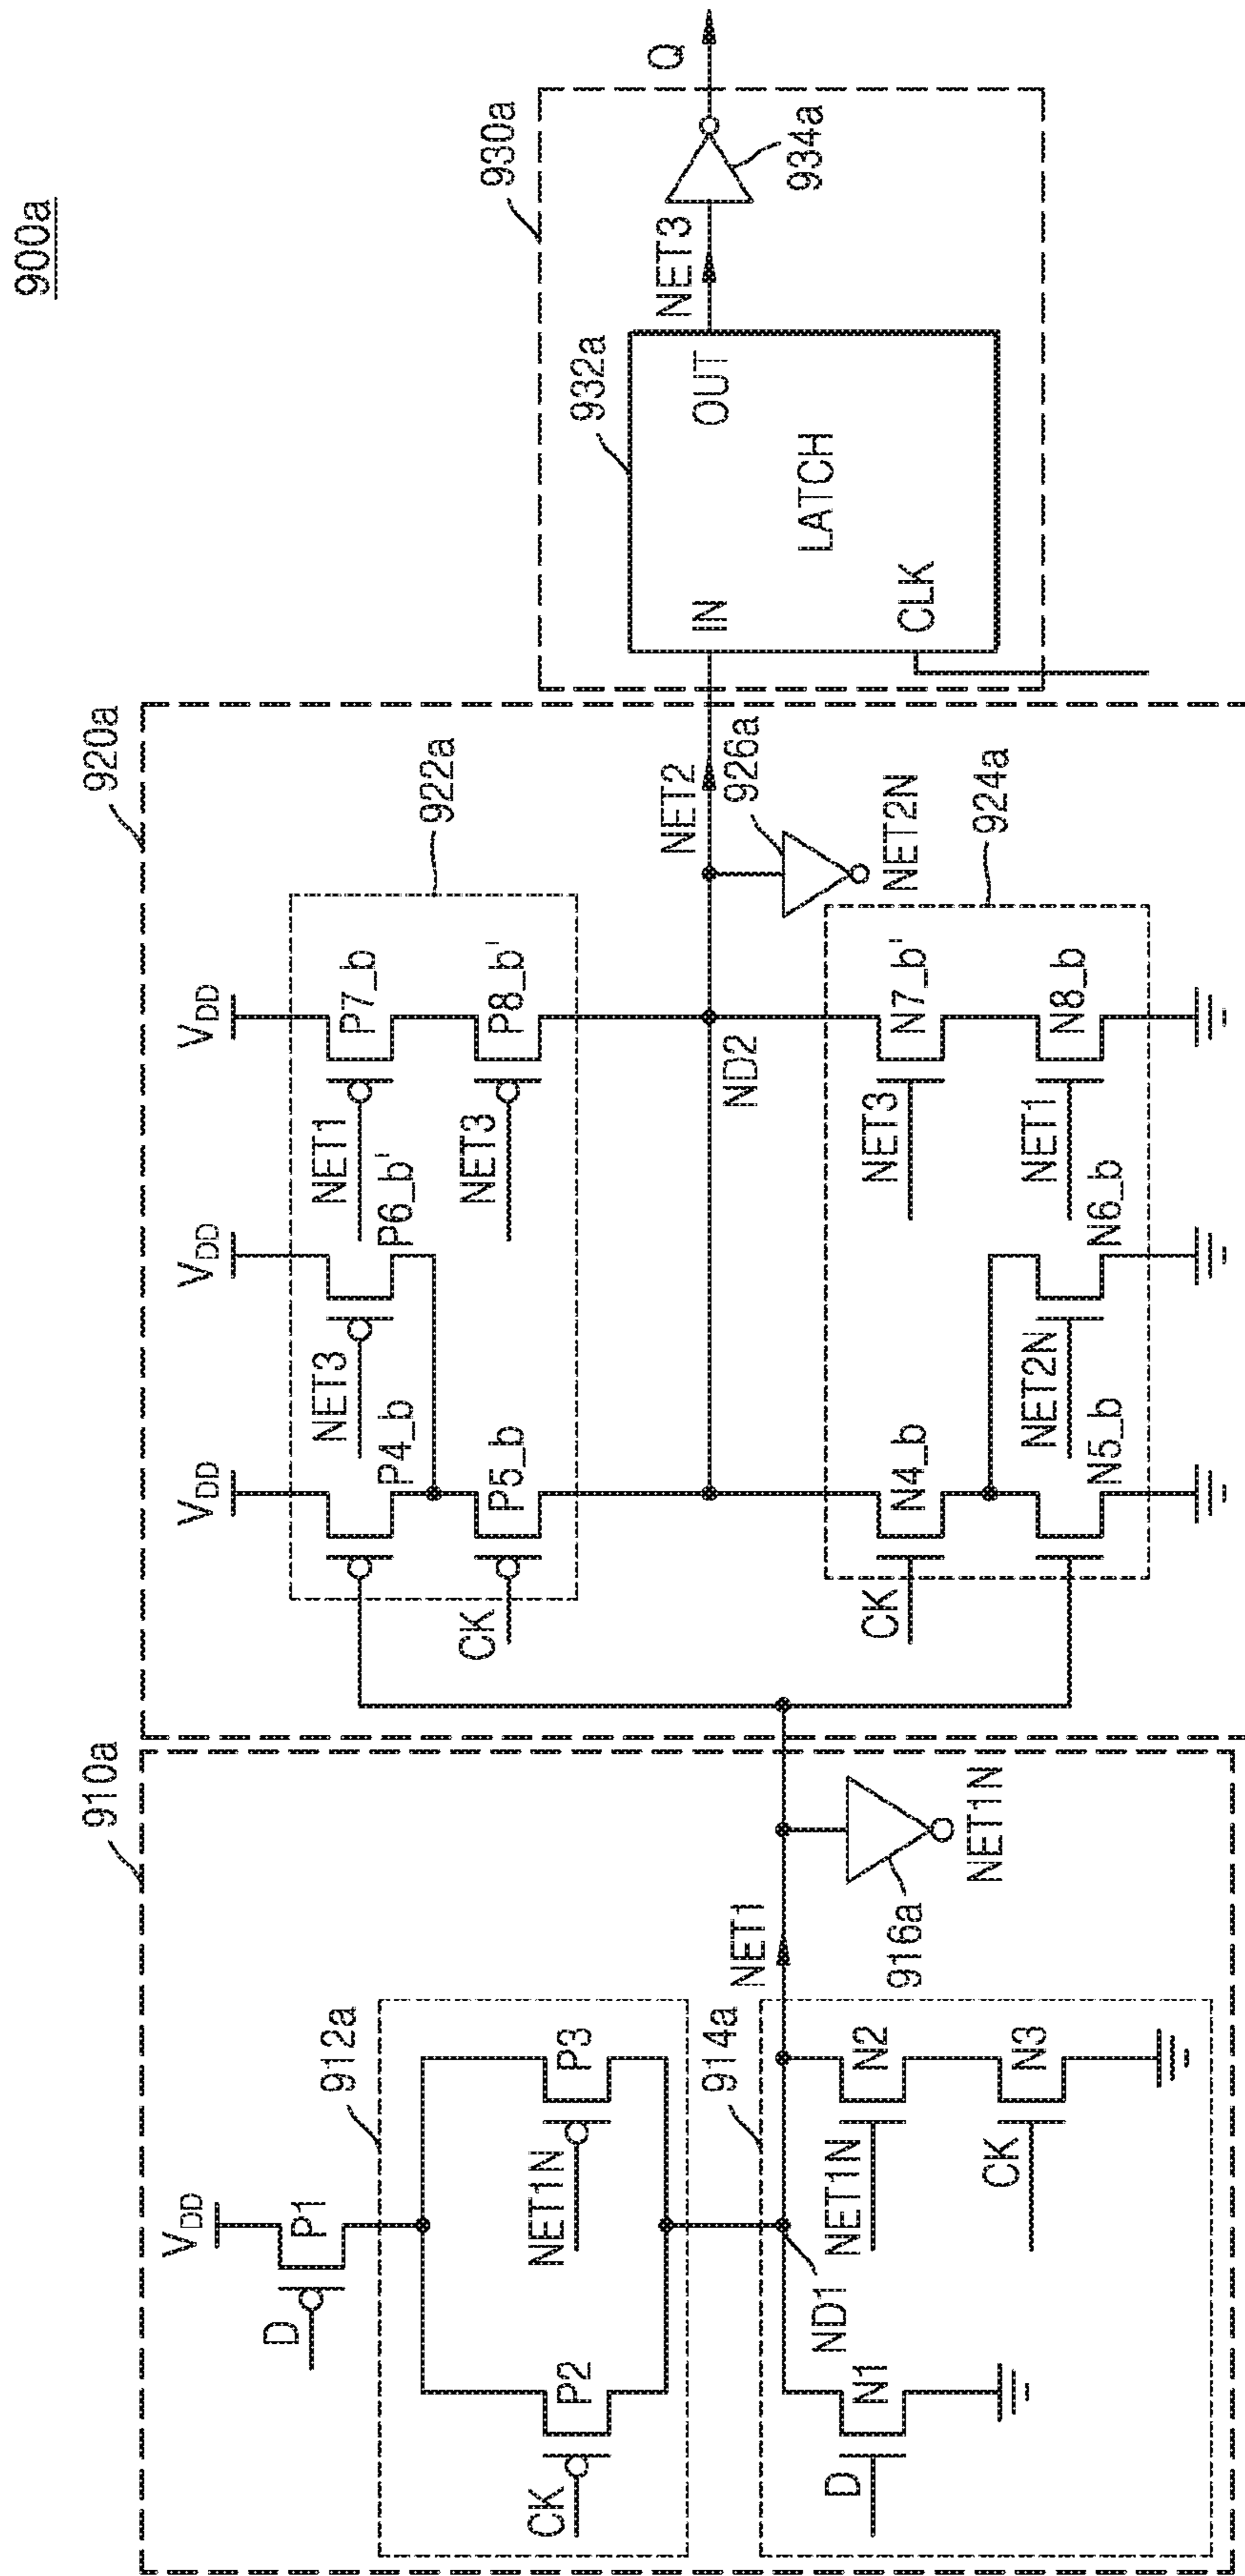 900a
910a
920a
930a
VDD
D
P1
912a
CK
P2
NET1N
P3
914a
ND1
D
N1
NET1N
N2
CK
N3
NET1
916a
NET1N
922a
VDD
VDD
VDD
P4_b
NET3
P6_b'
NET1
P7_b
CK
P5_b
NET3
P8_b'
ND2
NET2
926a
NET2N
924a
CK
N4_b
NET3
N7_b'
N5_b
NET2N
N6_b
NET1
N8_b
932a
IN
OUT
LATCH
CLK
NET3
934a
Q